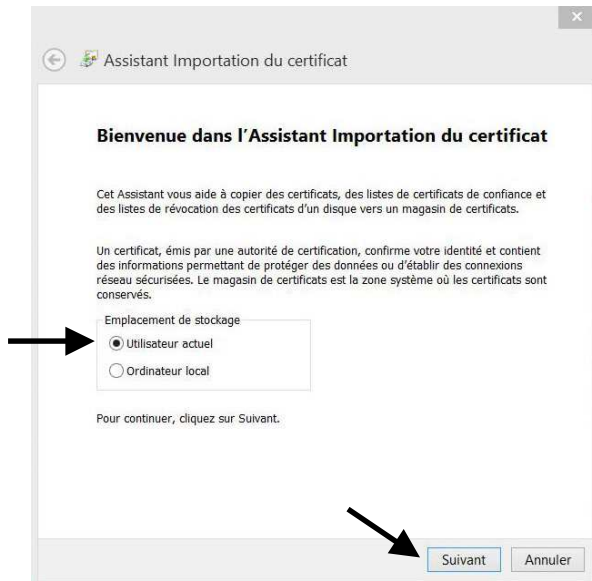 Assistant Importation du certificat
Bienvenue dans l'Assistant Importation du certificat
Cet Assistant vous aide à copier des certificats, des listes de certificats de confiance et
des listes de révocation des certificats d'un disque vers un magasin de certificats.
Un certificat, émis par une autorité de certification, confirme votre identité et contient
des informations permettant de protéger des données ou d'établir des connexions
réseau sécurisées. Le magasin de certificats est la zone système où les certificats sont
conservés.
Emplacement de stockage
Utilisateur actuel
Ordinateur local
Pour continuer, cliquez sur Suivant.
Suivant Annuler